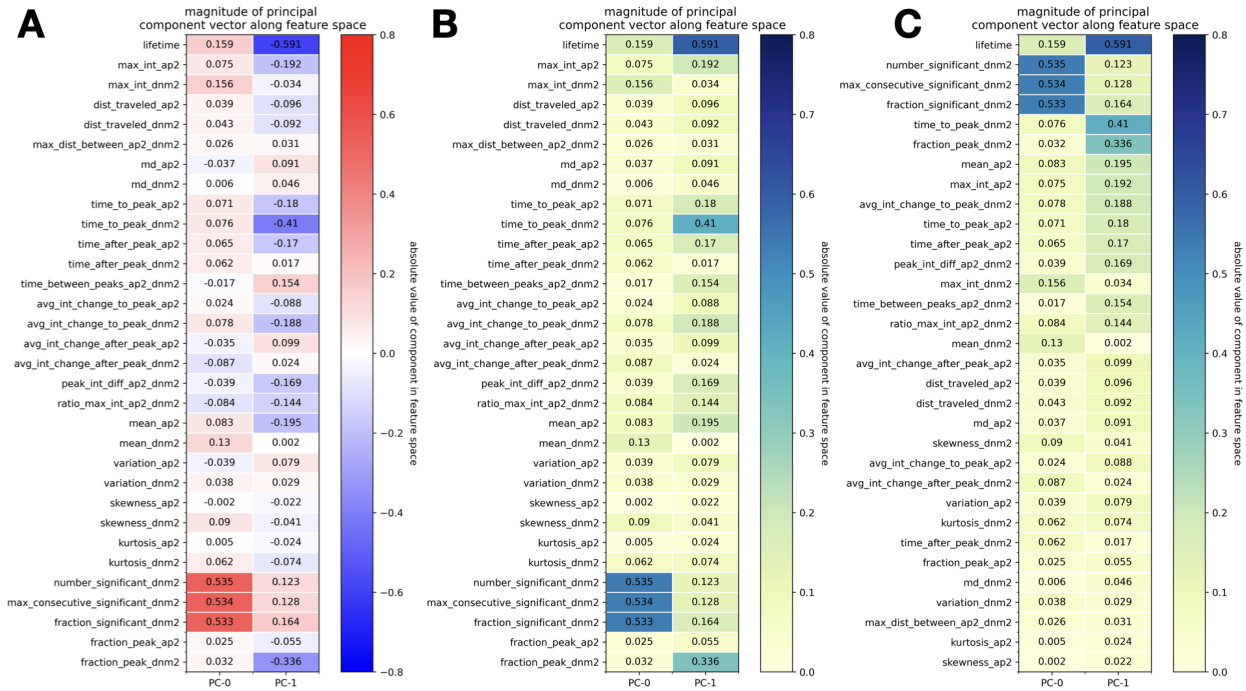 A
magnitude of principal
component vector along feature space
lifetime 0.159 -0.591
max_int_ap2 0.075 -0.192
max_int_dnm2 0.156 -0.034
dist_traveled_ap2 0.039 -0.096
dist_traveled_dnm2 0.043 -0.092
max_dist_between_ap2_dnm2 0.026 0.031
md_ap2 -0.037 0.091
md_dnm2 0.006 0.046
time_to_peak_ap2 0.071 -0.18
time_to_peak_dnm2 0.076 -0.41
time_after_peak_ap2 0.065 -0.17
time_after_peak_dnm2 0.062 0.017
time_between_peaks_ap2_dnm2 -0.017 0.154
avg_int_change_to_peak_ap2 0.024 -0.088
avg_int_change_to_peak_dnm2 0.078 -0.188
avg_int_change_after_peak_ap2 -0.035 0.099
avg_int_change_after_peak_dnm2 -0.087 0.024
peak_int_diff_ap2_dnm2 -0.039 -0.169
ratio_max_int_ap2_dnm2 -0.084 -0.144
mean_ap2 0.083 -0.195
mean_dnm2 0.13 0.002
variation_ap2 -0.039 0.079
variation_dnm2 0.038 0.029
skewness_ap2 -0.002 -0.022
skewness_dnm2 0.09 -0.041
kurtosis_ap2 0.005 -0.024
kurtosis_dnm2 0.062 -0.074
number_significant_dnm2 0.535 0.123
max_consecutive_significant_dnm2 0.534 0.128
fraction_significant_dnm2 0.533 0.164
fraction_peak_ap2 0.025 -0.055
fraction_peak_dnm2 0.032 -0.336
PC-0 PC-1
0.8
0.6
0.4
0.2
0.0
−0.2
−0.4
−0.6
−0.8
absolute value of component in feature space
B
magnitude of principal
component vector along feature space
lifetime 0.159 0.591
max_int_ap2 0.075 0.192
max_int_dnm2 0.156 0.034
dist_traveled_ap2 0.039 0.096
dist_traveled_dnm2 0.043 0.092
max_dist_between_ap2_dnm2 0.026 0.031
md_ap2 0.037 0.091
md_dnm2 0.006 0.046
time_to_peak_ap2 0.071 0.18
time_to_peak_dnm2 0.076 0.41
time_after_peak_ap2 0.065 0.17
time_after_peak_dnm2 0.062 0.017
time_between_peaks_ap2_dnm2 0.017 0.154
avg_int_change_to_peak_ap2 0.024 0.088
avg_int_change_to_peak_dnm2 0.078 0.188
avg_int_change_after_peak_ap2 0.035 0.099
avg_int_change_after_peak_dnm2 0.087 0.024
peak_int_diff_ap2_dnm2 0.039 0.169
ratio_max_int_ap2_dnm2 0.084 0.144
mean_ap2 0.083 0.195
mean_dnm2 0.13 0.002
variation_ap2 0.039 0.079
variation_dnm2 0.038 0.029
skewness_ap2 0.002 0.022
skewness_dnm2 0.09 0.041
kurtosis_ap2 0.005 0.024
kurtosis_dnm2 0.062 0.074
number_significant_dnm2 0.535 0.123
max_consecutive_significant_dnm2 0.534 0.128
fraction_significant_dnm2 0.533 0.164
fraction_peak_ap2 0.025 0.055
fraction_peak_dnm2 0.032 0.336
PC-0 PC-1
0.8
0.7
0.6
0.5
0.4
0.3
0.2
0.1
0.0
absolute value of component in feature space
C
magnitude of principal
component vector along feature space
lifetime 0.159 0.591
number_significant_dnm2 0.535 0.123
max_consecutive_significant_dnm2 0.534 0.128
fraction_significant_dnm2 0.533 0.164
time_to_peak_dnm2 0.076 0.41
fraction_peak_dnm2 0.032 0.336
mean_ap2 0.083 0.195
max_int_ap2 0.075 0.192
avg_int_change_to_peak_dnm2 0.078 0.188
time_to_peak_ap2 0.071 0.18
time_after_peak_ap2 0.065 0.17
peak_int_diff_ap2_dnm2 0.039 0.169
max_int_dnm2 0.156 0.034
time_between_peaks_ap2_dnm2 0.017 0.154
ratio_max_int_ap2_dnm2 0.084 0.144
mean_dnm2 0.13 0.002
avg_int_change_after_peak_ap2 0.035 0.099
dist_traveled_ap2 0.039 0.096
dist_traveled_dnm2 0.043 0.092
md_ap2 0.037 0.091
skewness_dnm2 0.09 0.041
avg_int_change_to_peak_ap2 0.024 0.088
avg_int_change_after_peak_dnm2 0.087 0.024
variation_ap2 0.039 0.079
kurtosis_dnm2 0.062 0.074
time_after_peak_dnm2 0.062 0.017
fraction_peak_ap2 0.025 0.055
md_dnm2 0.006 0.046
variation_dnm2 0.038 0.029
max_dist_between_ap2_dnm2 0.026 0.031
kurtosis_ap2 0.005 0.024
skewness_ap2 0.002 0.022
PC-0 PC-1
0.8
0.7
0.6
0.5
0.4
0.3
0.2
0.1
0.0
absolute value of component in feature space